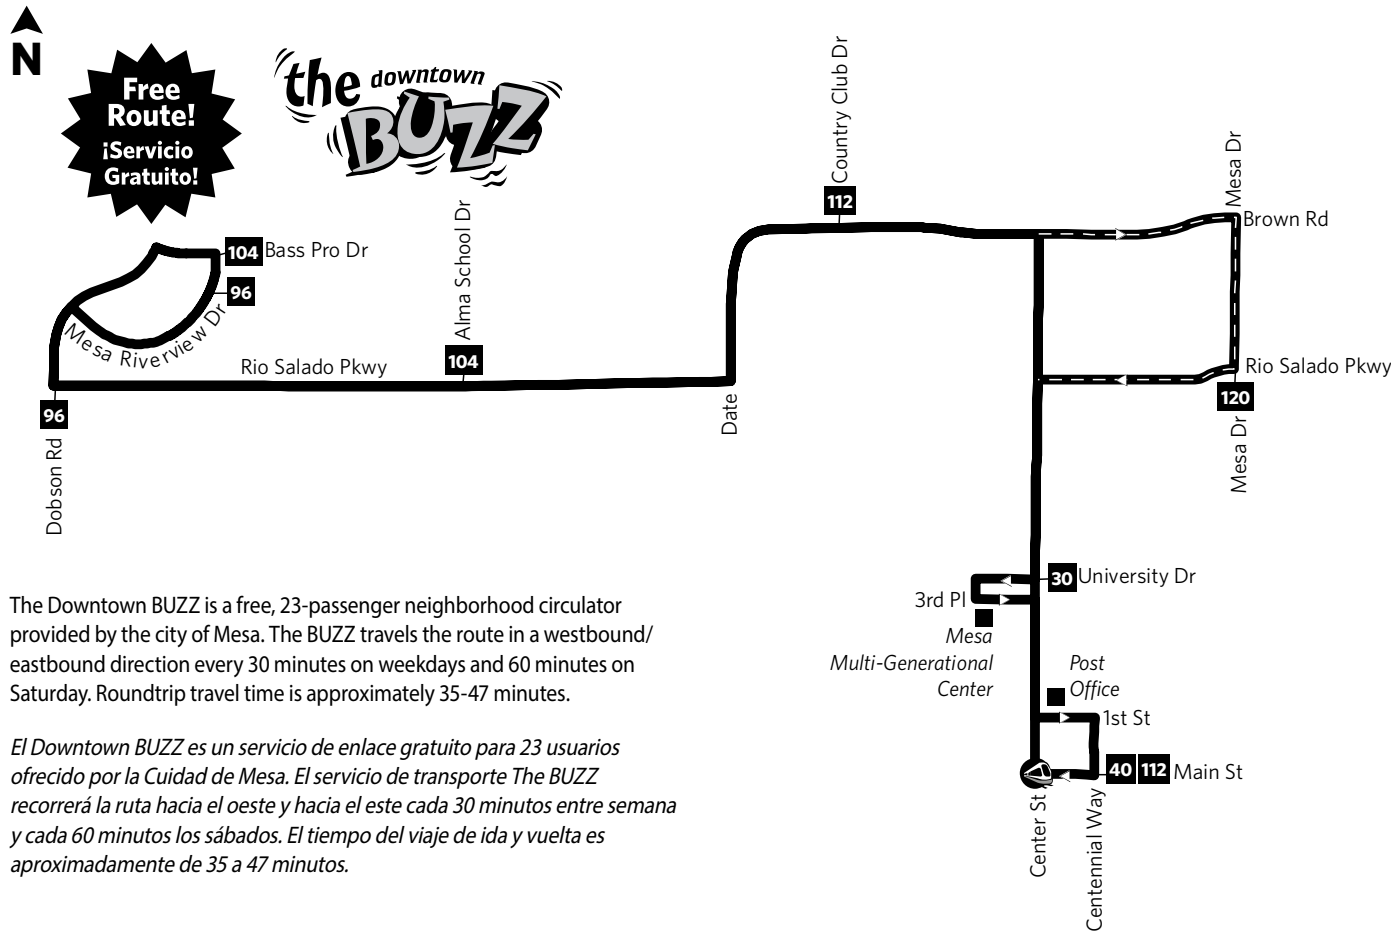 N
Free
Route!
¡Servicio
Gratuito!
the downtown
BUZZ
Country Club Dr
112
Mesa Dr
Brown Rd
Alma School Dr
104 Bass Pro Dr
96
Mesa Riverview Dr
Rio Salado Pkwy
104
Rio Salado Pkwy
96
120
Date
Dobson Rd
Mesa Dr
30 University Dr
3rd Pl
Mesa
Multi-Generational
Center
Post
Office
1st St
40 112 Main St
Center St
Centennial Way
The Downtown BUZZ is a free, 23-passenger neighborhood circulator
provided by the city of Mesa. The BUZZ travels the route in a westbound/
eastbound direction every 30 minutes on weekdays and 60 minutes on
Saturday. Roundtrip travel time is approximately 35-47 minutes.
El Downtown BUZZ es un servicio de enlace gratuito para 23 usuarios
ofrecido por la Cuidad de Mesa. El servicio de transporte The BUZZ
recorrerá la ruta hacia el oeste y hacia el este cada 30 minutos entre semana
y cada 60 minutos los sábados. El tiempo del viaje de ida y vuelta es
aproximadamente de 35 a 47 minutos.